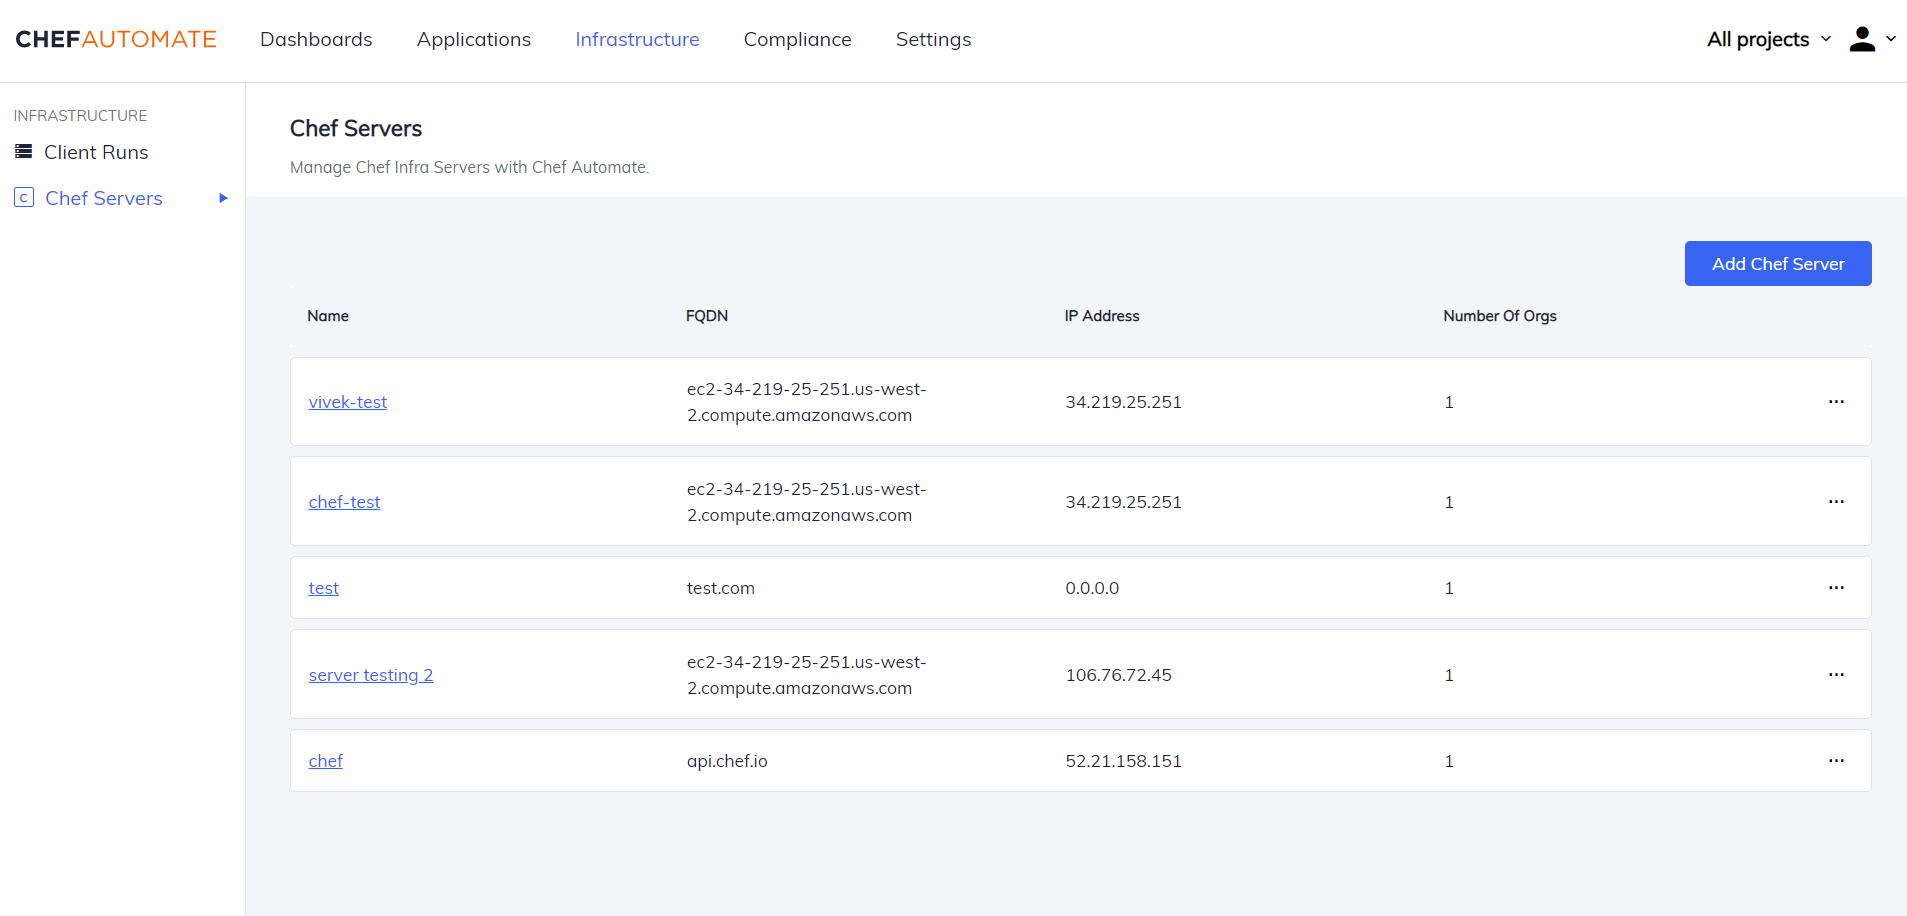 CHEFAUTOMATE Dashboards Applications Infrastructure Compliance Settings All projects
INFRASTRUCTURE
Client Runs
C Chef Servers
Chef Servers
Manage Chef Infra Servers with Chef Automate.
Add Chef Server
Name FQDN IP Address Number Of Orgs
vivek-test ec2-34-219-25-251.us-west-
2.compute.amazonaws.com 34.219.25.251 1 ...
chef-test ec2-34-219-25-251.us-west-
2.compute.amazonaws.com 34.219.25.251 1 ...
test test.com 0.0.0.0 1 ...
server testing 2 ec2-34-219-25-251.us-west-
2.compute.amazonaws.com 106.76.72.45 1 ...
chef api.chef.io 52.21.158.151 1 ...